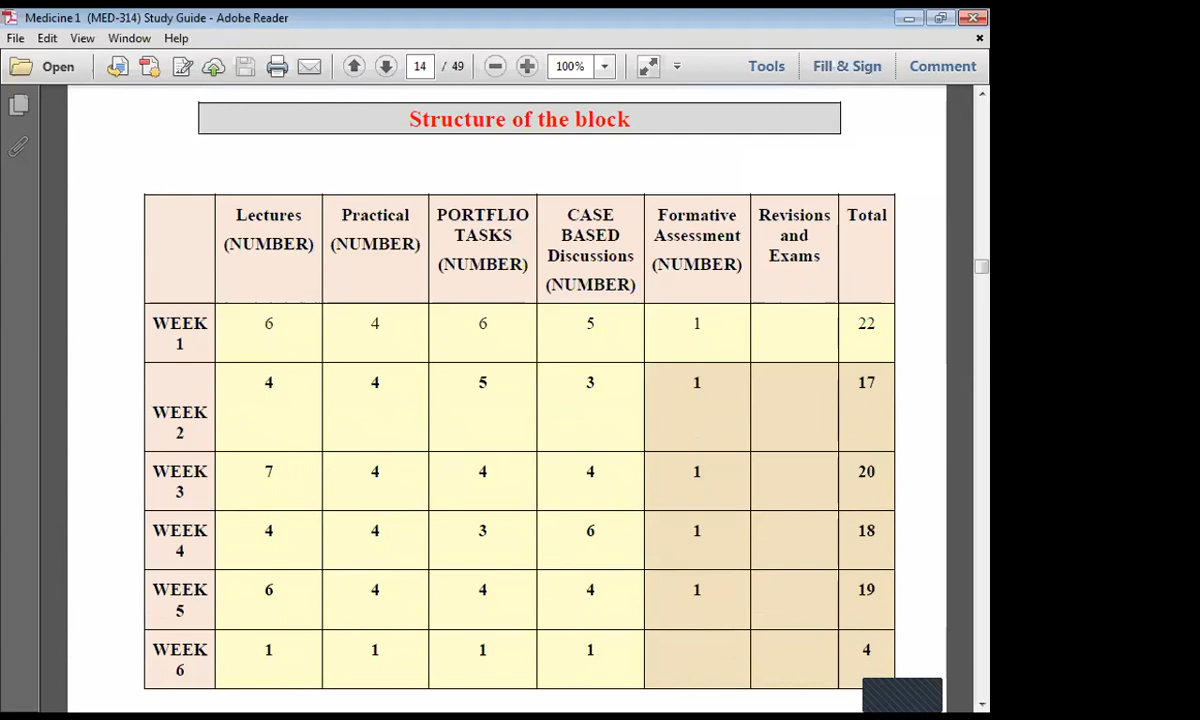 Medicine 1 (MED-314) Study Guide - Adobe Reader
File Edit View Window Help
Open 14 / 49 100% Tools Fill & Sign Comment
Structure of the block
Lectures (NUMBER) Practical (NUMBER) PORTFLIO TASKS (NUMBER) CASE BASED Discussions (NUMBER) Formative Assessment (NUMBER) Revisions and Exams Total
WEEK 1 6 4 6 5 1 22
WEEK 2 4 4 5 3 1 17
WEEK 3 7 4 4 4 1 20
WEEK 4 4 4 3 6 1 18
WEEK 5 6 4 4 4 1 19
WEEK 6 1 1 1 1 4